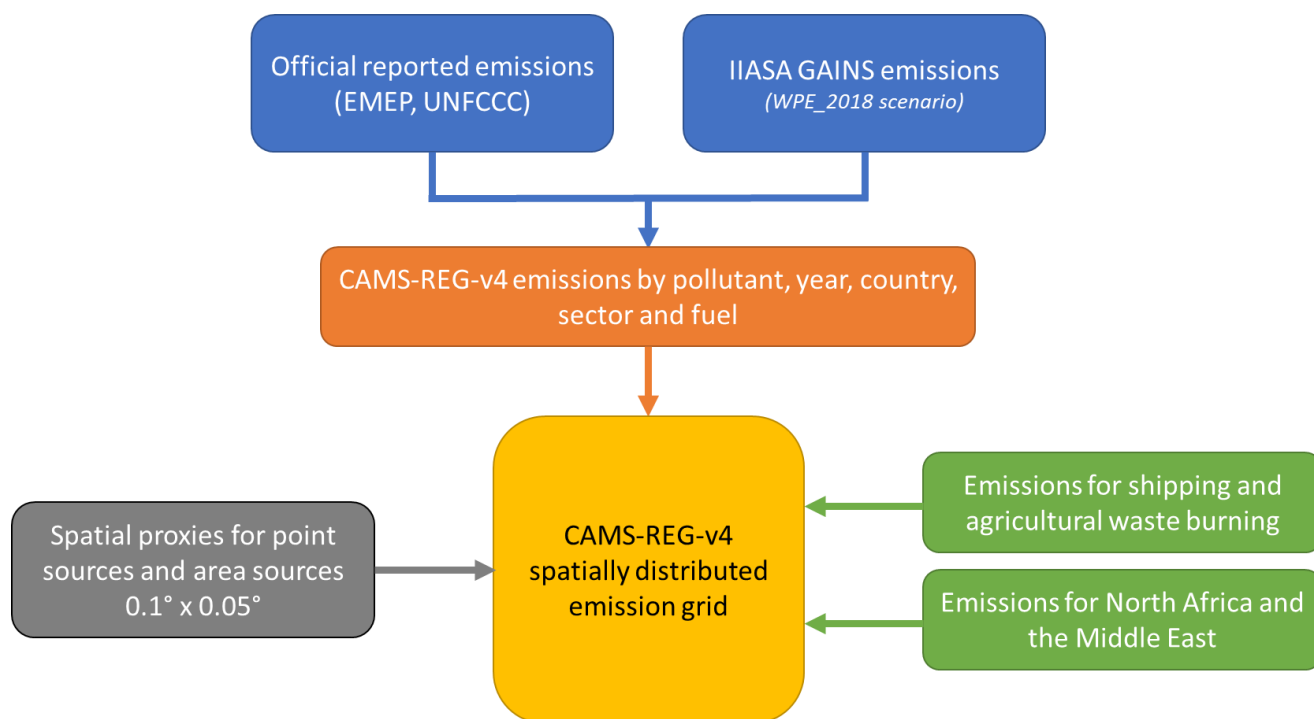 Official reported emissions
(EMEP, UNFCCC)
IIASA GAINS emissions
(WPE_2018 scenario)
CAMS-REG-v4 emissions by pollutant, year, country,
sector and fuel
Spatial proxies for point
sources and area sources
0.1° x 0.05°
CAMS-REG-v4
spatially distributed
emission grid
Emissions for shipping and
agricultural waste burning
Emissions for North Africa and
the Middle East